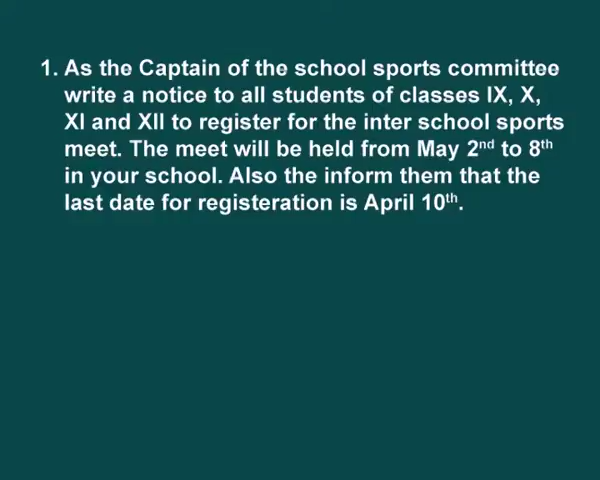 1. As the Captain of the school sports committee
write a notice to all students of classes IX, X,
XI and XII to register for the inter school sports
meet. The meet will be held from May 2nd to 8th
in your school. Also the inform them that the
last date for registeration is April 10th.